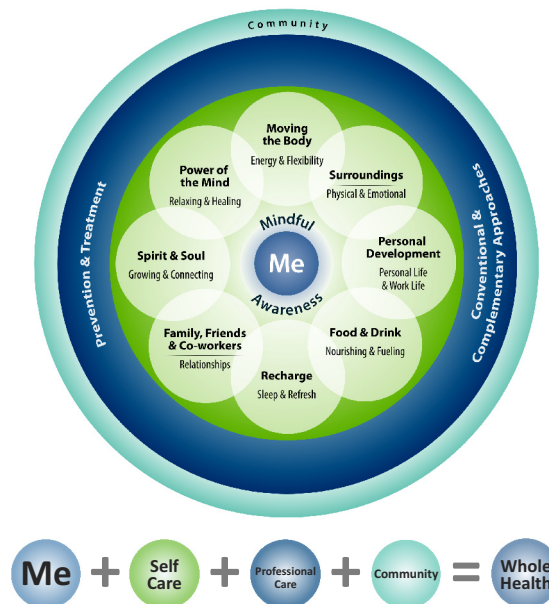 Community
Prevention & Treatment
Conventional &
Complementary Approaches
Moving
the Body
Energy & Flexibility
Surroundings
Physical & Emotional
Personal
Development
Personal Life
& Work Life
Food & Drink
Nourishing & Fueling
Recharge
Sleep & Refresh
Family, Friends
& Co-workers
Relationships
Spirit & Soul
Growing & Connecting
Power of
the Mind
Relaxing & Healing
Mindful
Me
Awareness
Me
+
Self
Care
+
Professional
Care
+
Community
=
Whole
Health